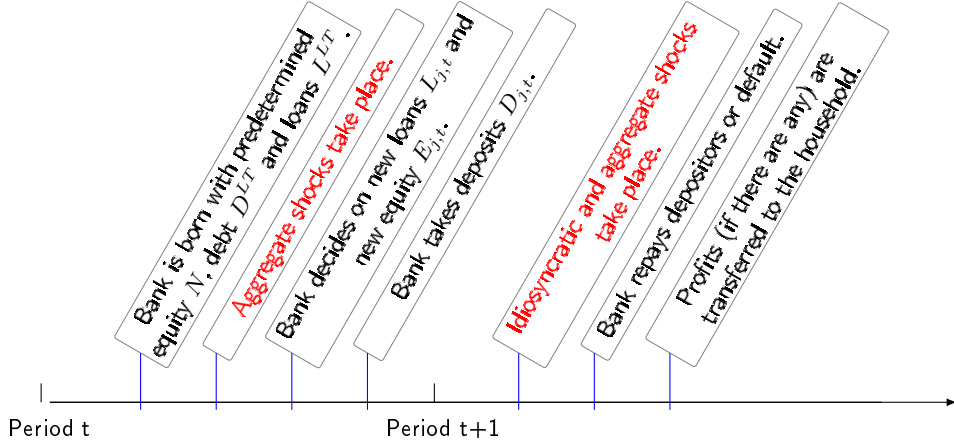 Bank is born with predetermined
equity N, debt D^{LT} and loans L^{LT}.
Aggregate shocks take place.
Bank decides on new loans L_{j,t} and
new equity E_{j,t}.
Bank takes deposits D_{j,t}.
Idiosyncratic and aggregate shocks
take place.
Bank repays depositors or default.
Profits (if there are any) are
transferred to the household.
Period t
Period t+1